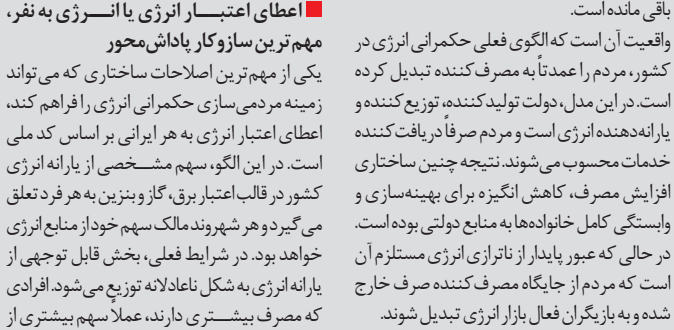 باقی مانده است.
واقعیت آن است که الگوی فعلی حکمرانی انرژی در
کشور، مردم را عمدتاً به مصرف‌کننده تبدیل کرده
است. در این مدل، دولت تولیدکننده، توزیع‌کننده و
یارانه‌دهنده انرژی است و مردم صرفاً دریافت‌کننده
خدمات محسوب می‌شوند. نتیجه چنین ساختاری
افزایش مصرف، کاهش انگیزه برای بهینه‌سازی و
وابستگی کامل خانواده‌ها به منابع دولتی بوده است.
در حالی که عبور پایدار از ناترازی انرژی مستلزم آن
است که مردم از جایگاه مصرف‌کننده صرف خارج
شده و به بازیگران فعال بازار انرژی تبدیل شوند.
اعطای اعتبار انرژی یا انرژی به نفر،
مهم‌ترین سازوکار پاداش‌محور
یکی از مهم‌ترین اصلاحات ساختاری که می‌تواند
زمینه مردمی‌سازی حکمرانی انرژی را فراهم کند،
اعطای اعتبار انرژی به هر ایرانی بر اساس کد ملی
است. در این الگو، سهم مشخصی از یارانه انرژی
کشور در قالب اعتبار برق، گاز و بنزین به هر فرد تعلق
می‌گیرد و هر شهروند مالک سهم خود از منابع انرژی
خواهد بود. در شرایط فعلی، بخش قابل توجهی از
یارانه انرژی به شکل ناعادلانه توزیع می‌شود. افرادی
که مصرف بیشتری دارند، عملاً سهم بیشتری از